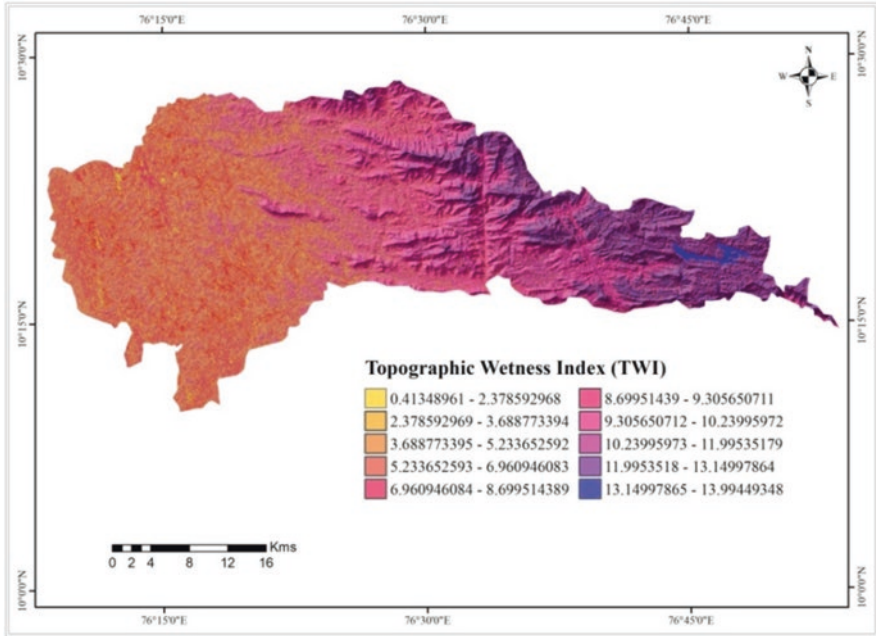 76°15'0"E 76°30'0"E 76°45'0"E
10°30'0"N
10°30'0"N
N
W E
S
10°15'0"N
10°15'0"N
Topographic Wetness Index (TWI)
0.41348961 - 2.378592968
2.378592969 - 3.688773394
3.688773395 - 5.233652592
5.233652593 - 6.960946083
6.960946084 - 8.699514389
8.69951439 - 9.305650711
9.305650712 - 10.23995972
10.23995973 - 11.99535179
11.9953518 - 13.14997864
13.14997865 - 13.99449348
Kms
0 2 4 8 12 16
10°0'0"N
10°0'0"N
76°15'0"E 76°30'0"E 76°45'0"E